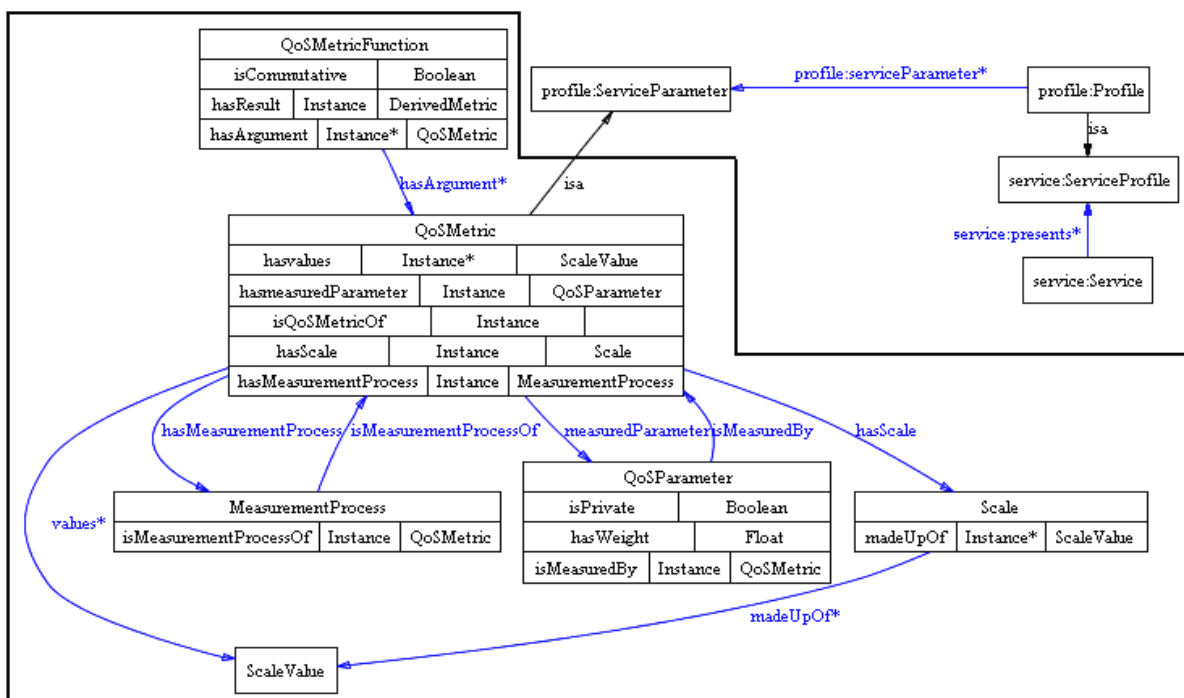 QoSMetricFunction
isCommutative Boolean
hasResult Instance DerivedMetric
hasArgument Instance* QoSMetric
profile:ServiceParameter
profile:serviceParameter*
profile:Profile
isa
service:ServiceProfile
service:presents*
service:Service
hasArgument*
isa
QoSMetric
hasvalues Instance* ScaleValue
hasmeasuredParameter Instance QoSParameter
isQoSMetricOf Instance
hasScale Instance Scale
hasMeasurementProcess Instance MeasurementProcess
hasMeasurementProcess
isMeasurementProcessOf
measuredParameter
isMeasuredBy
hasScale
values*
MeasurementProcess
isMeasurementProcessOf Instance QoSMetric
QoSParameter
isPrivate Boolean
hasWeight Float
isMeasuredBy Instance QoSMetric
Scale
madeUpOf Instance* ScaleValue
madeUpOf*
ScaleValue